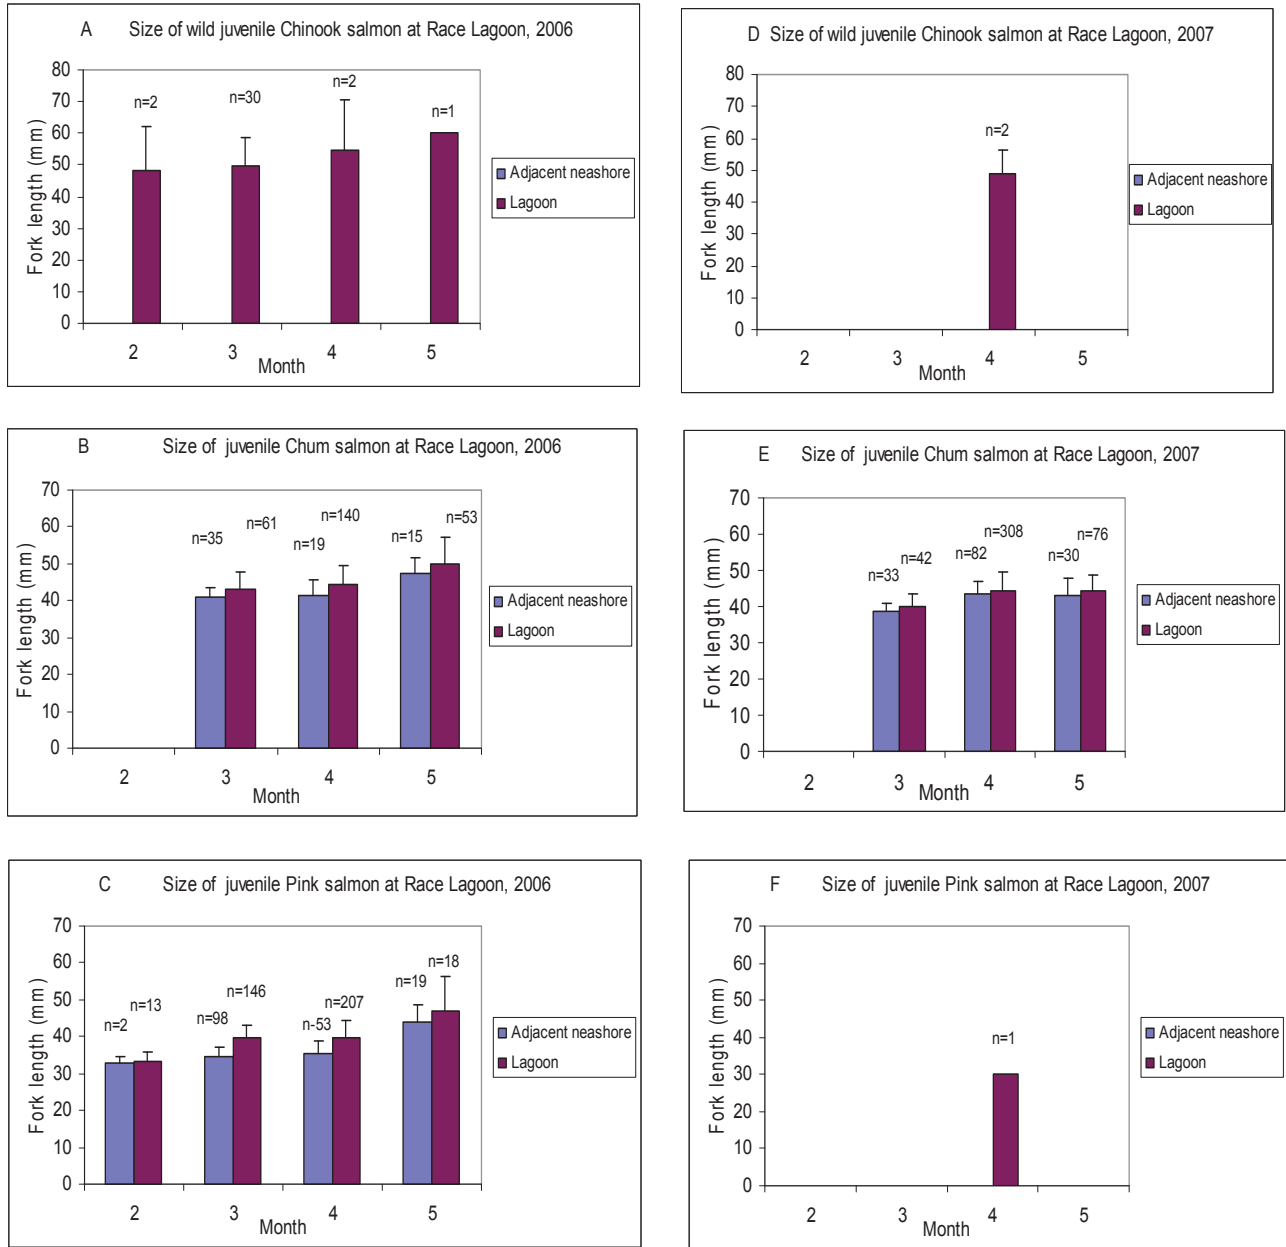 A Size of wild juvenile Chinook salmon at Race Lagoon, 2006
80
70
60
50
40
30
20
10
0
Fork length (mm)
n=2
n=30
n=2
n=1
2 3 4 5
Month
Adjacent neashore
Lagoon
D Size of wild juvenile Chinook salmon at Race Lagoon, 2007
80
70
60
50
40
30
20
10
0
Fork length (mm)
n=2
2 3 4 5
Month
Adjacent neashore
Lagoon
B Size of juvenile Chum salmon at Race Lagoon, 2006
70
60
50
40
30
20
10
0
Fork length (mm)
n=35
n=61
n=19
n=140
n=15
n=53
2 3 4 5
Month
Adjacent neashore
Lagoon
E Size of juvenile Chum salmon at Race Lagoon, 2007
70
60
50
40
30
20
10
0
Fork length (mm)
n=33
n=42
n=82
n=308
n=30
n=76
2 3 4 5
Month
Adjacent neashore
Lagoon
C Size of juvenile Pink salmon at Race Lagoon, 2006
70
60
50
40
30
20
10
0
Fork length (mm)
n=2
n=13
n=98
n=146
n-53
n=207
n=19
n=18
2 3 4 5
Month
Adjacent neashore
Lagoon
F Size of juvenile Pink salmon at Race Lagoon, 2007
70
60
50
40
30
20
10
0
Fork length (mm)
n=1
2 3 4 5
Month
Adjacent neashore
Lagoon